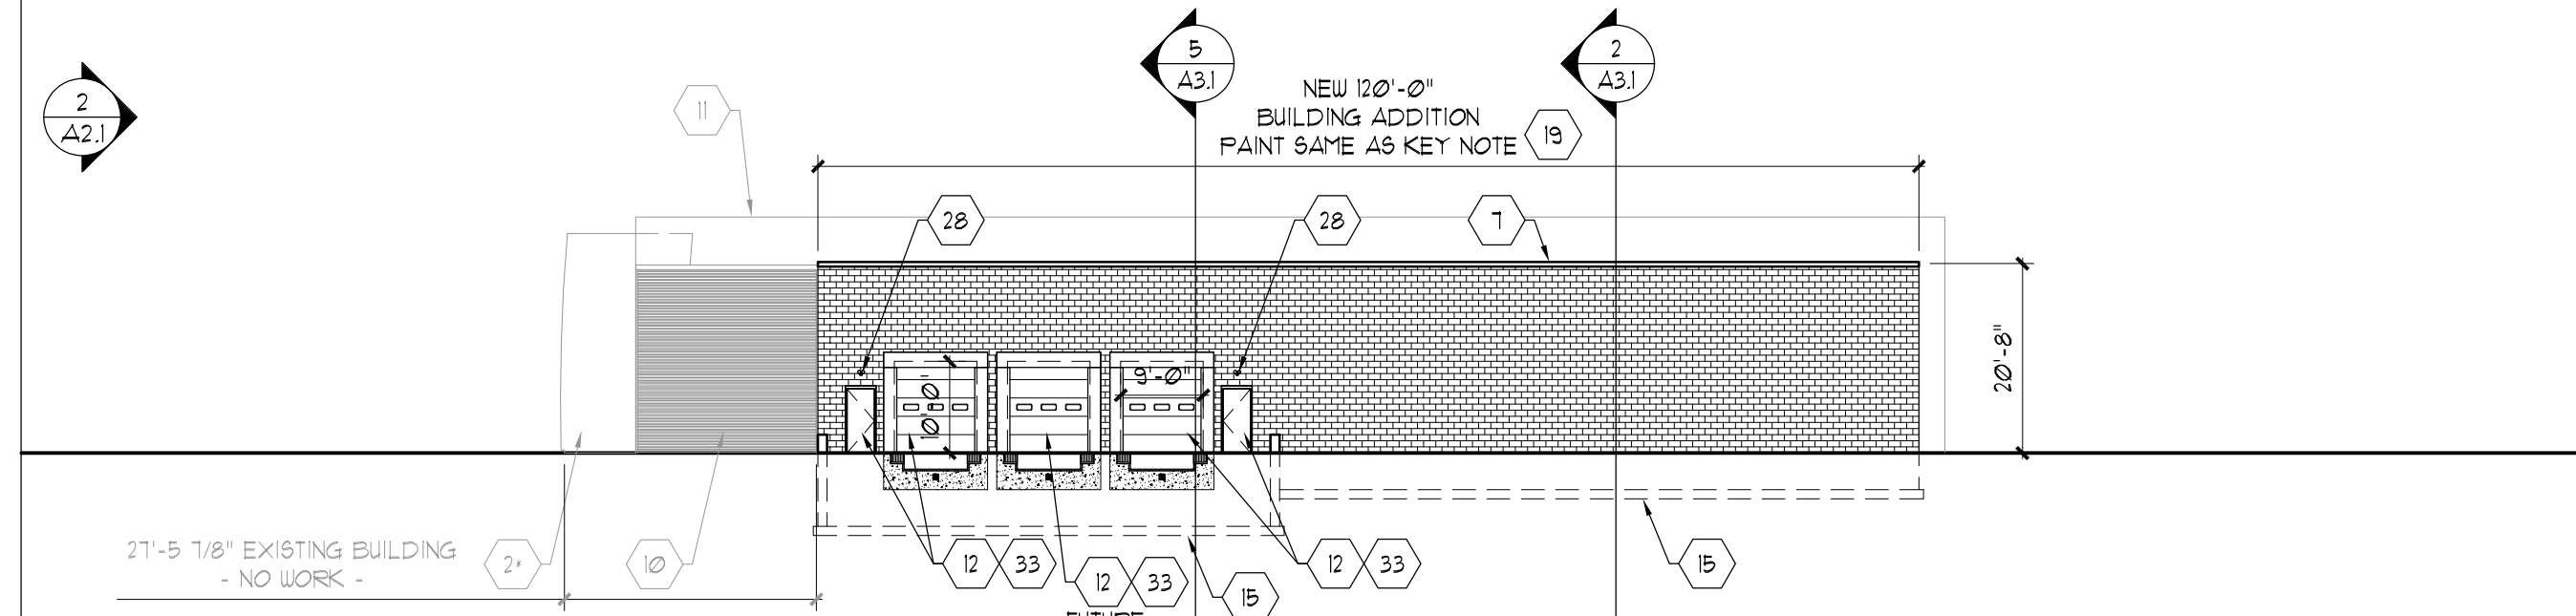 5
A3.1
2
A3.1
2
A2.1
11
NEW 120'-0"
BUILDING ADDITION
PAINT SAME AS KEY NOTE 19
28
28
7
20'-8"
10'-0"
9'-0"
27'-5 7/8" EXISTING BUILDING
- NO WORK -
2*
10
12 33
12 33
15
12 33
15